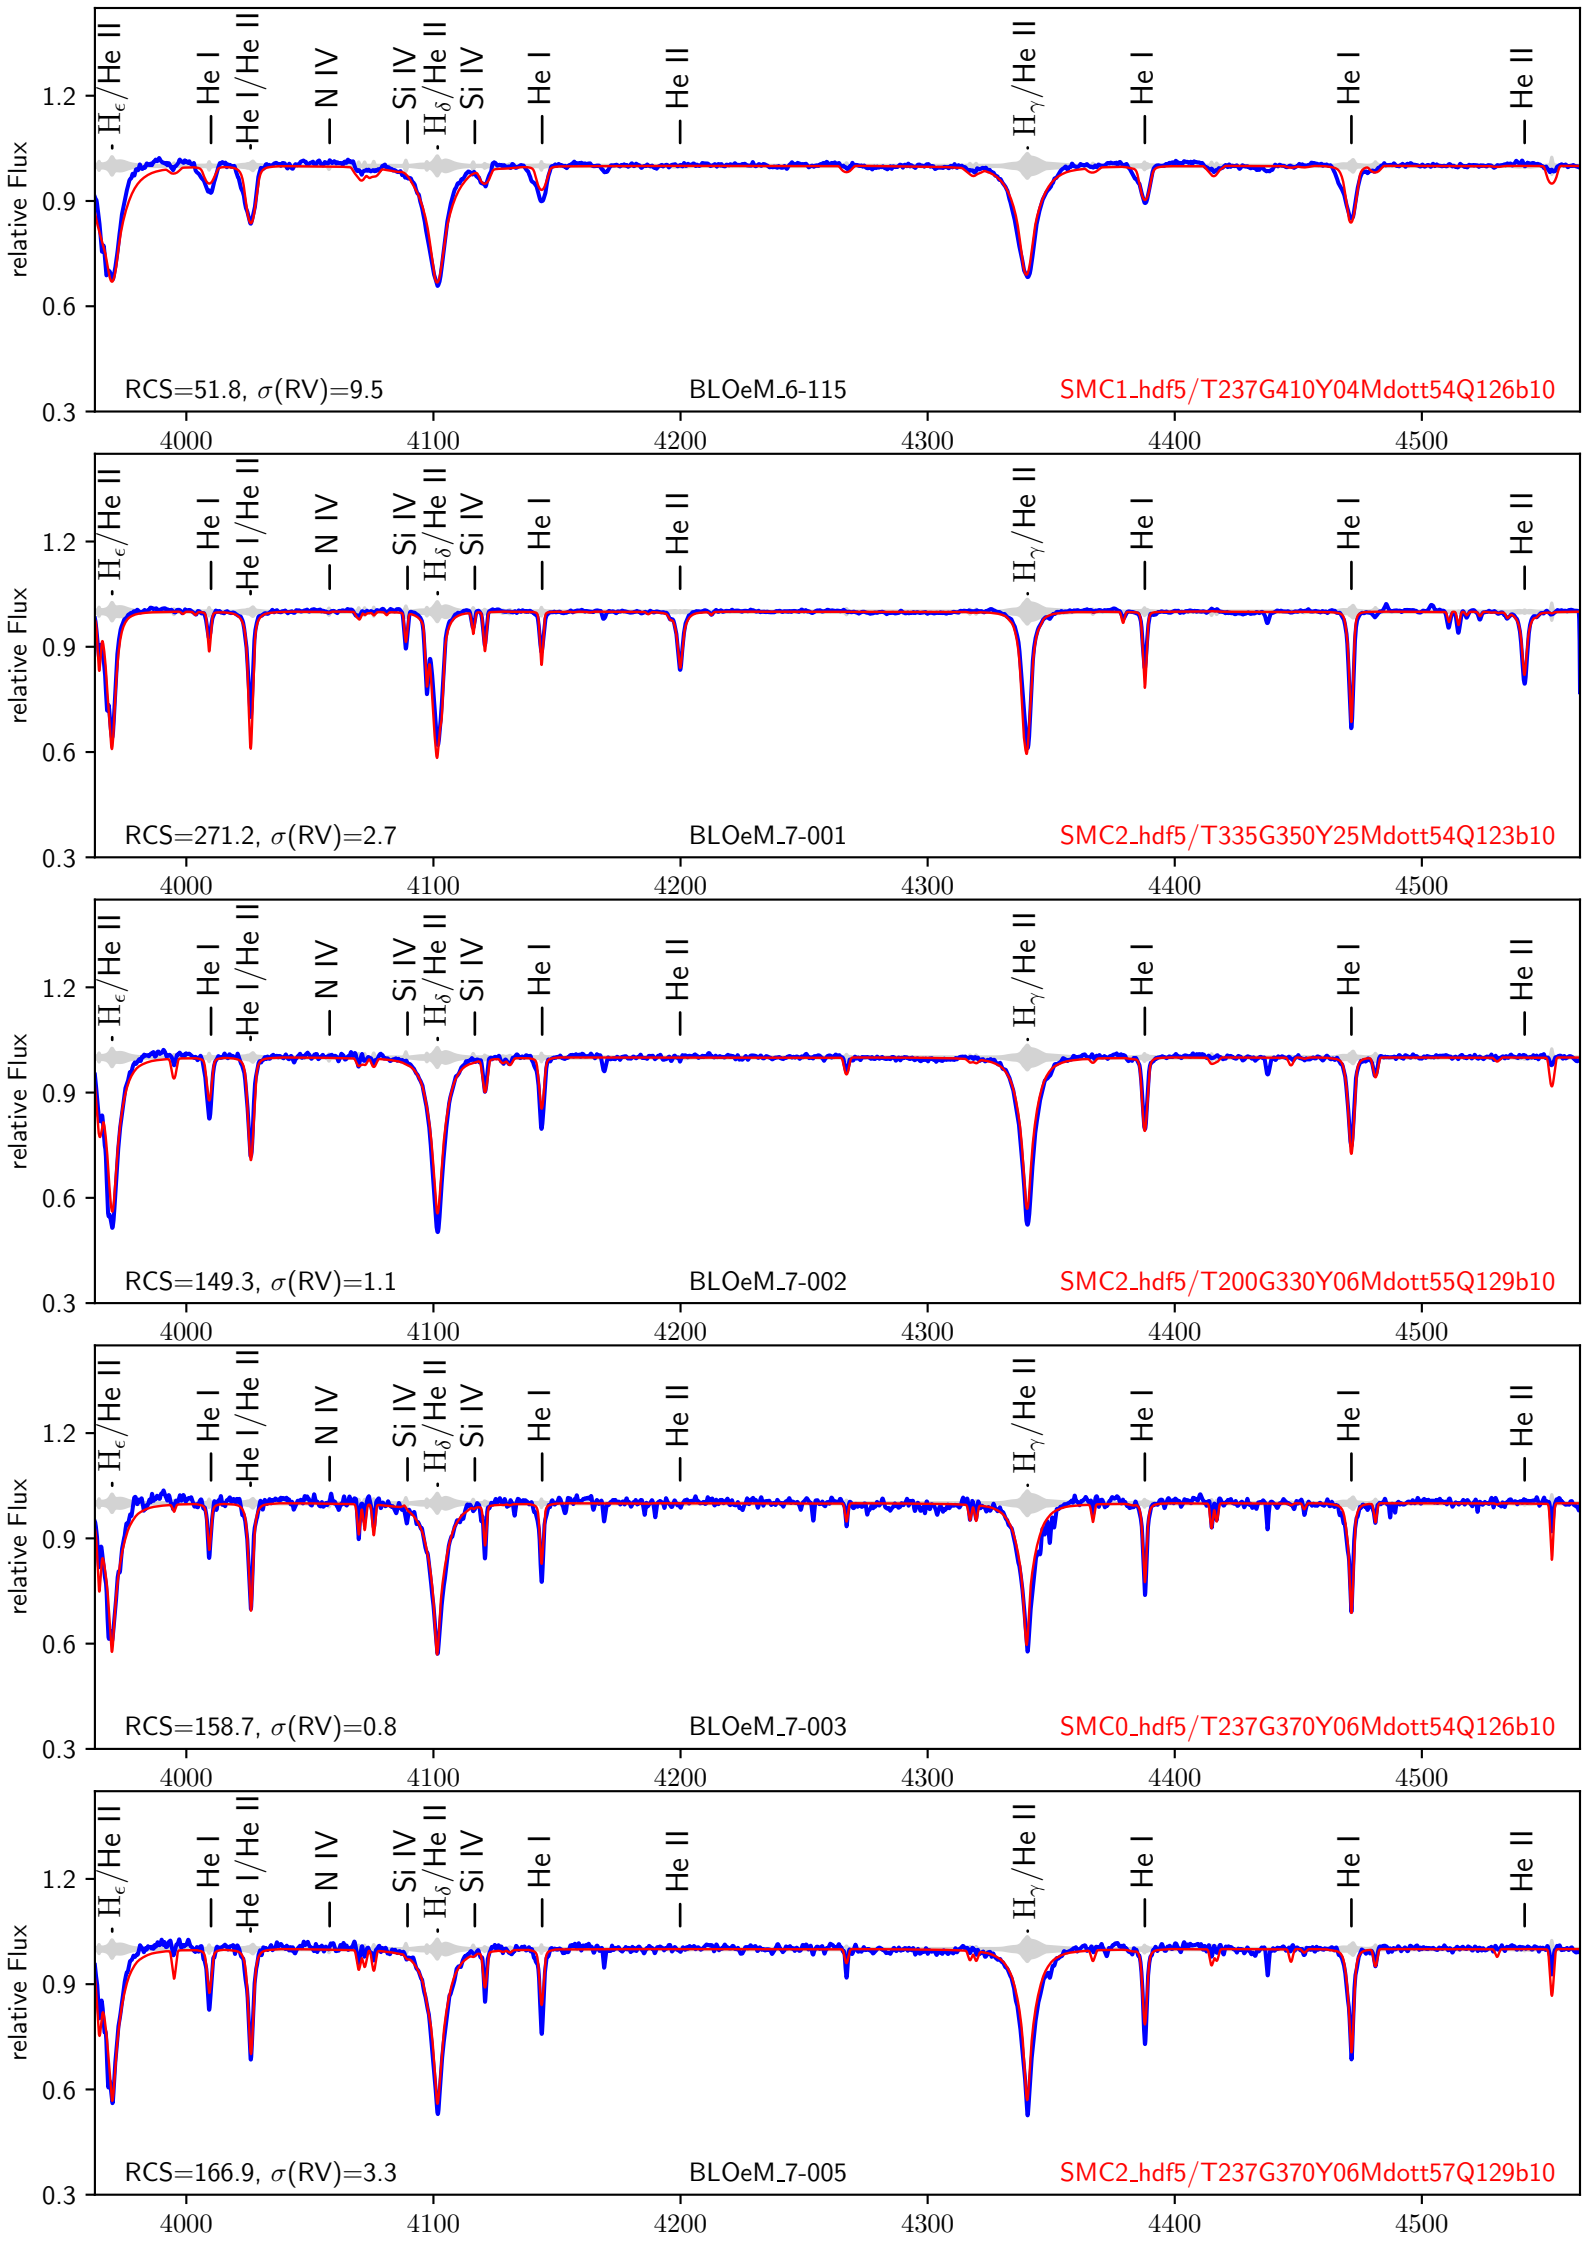 H_ε/He II
He I
He I/He II
N IV
Si IV
H_δ/He II
Si IV
He I
He II
H_γ/He II
He I
He I
He II
relative Flux
1.2
0.9
0.6
0.3
RCS=51.8, σ(RV)=9.5 BLOeM_6-115 SMC1_hdf5/T237G410Y04Mdott54Q126b10
4000 4100 4200 4300 4400 4500
H_ε/He II
He I
He I/He II
N IV
Si IV
H_δ/He II
Si IV
He I
He II
H_γ/He II
He I
He I
He II
relative Flux
1.2
0.9
0.6
0.3
RCS=271.2, σ(RV)=2.7 BLOeM_7-001 SMC2_hdf5/T335G350Y25Mdott54Q123b10
4000 4100 4200 4300 4400 4500
H_ε/He II
He I
He I/He II
N IV
Si IV
H_δ/He II
Si IV
He I
He II
H_γ/He II
He I
He I
He II
relative Flux
1.2
0.9
0.6
0.3
RCS=149.3, σ(RV)=1.1 BLOeM_7-002 SMC2_hdf5/T200G330Y06Mdott55Q129b10
4000 4100 4200 4300 4400 4500
H_ε/He II
He I
He I/He II
N IV
Si IV
H_δ/He II
Si IV
He I
He II
H_γ/He II
He I
He I
He II
relative Flux
1.2
0.9
0.6
0.3
RCS=158.7, σ(RV)=0.8 BLOeM_7-003 SMC0_hdf5/T237G370Y06Mdott54Q126b10
4000 4100 4200 4300 4400 4500
H_ε/He II
He I
He I/He II
N IV
Si IV
H_δ/He II
Si IV
He I
He II
H_γ/He II
He I
He I
He II
relative Flux
1.2
0.9
0.6
0.3
RCS=166.9, σ(RV)=3.3 BLOeM_7-005 SMC2_hdf5/T237G370Y06Mdott57Q129b10
4000 4100 4200 4300 4400 4500